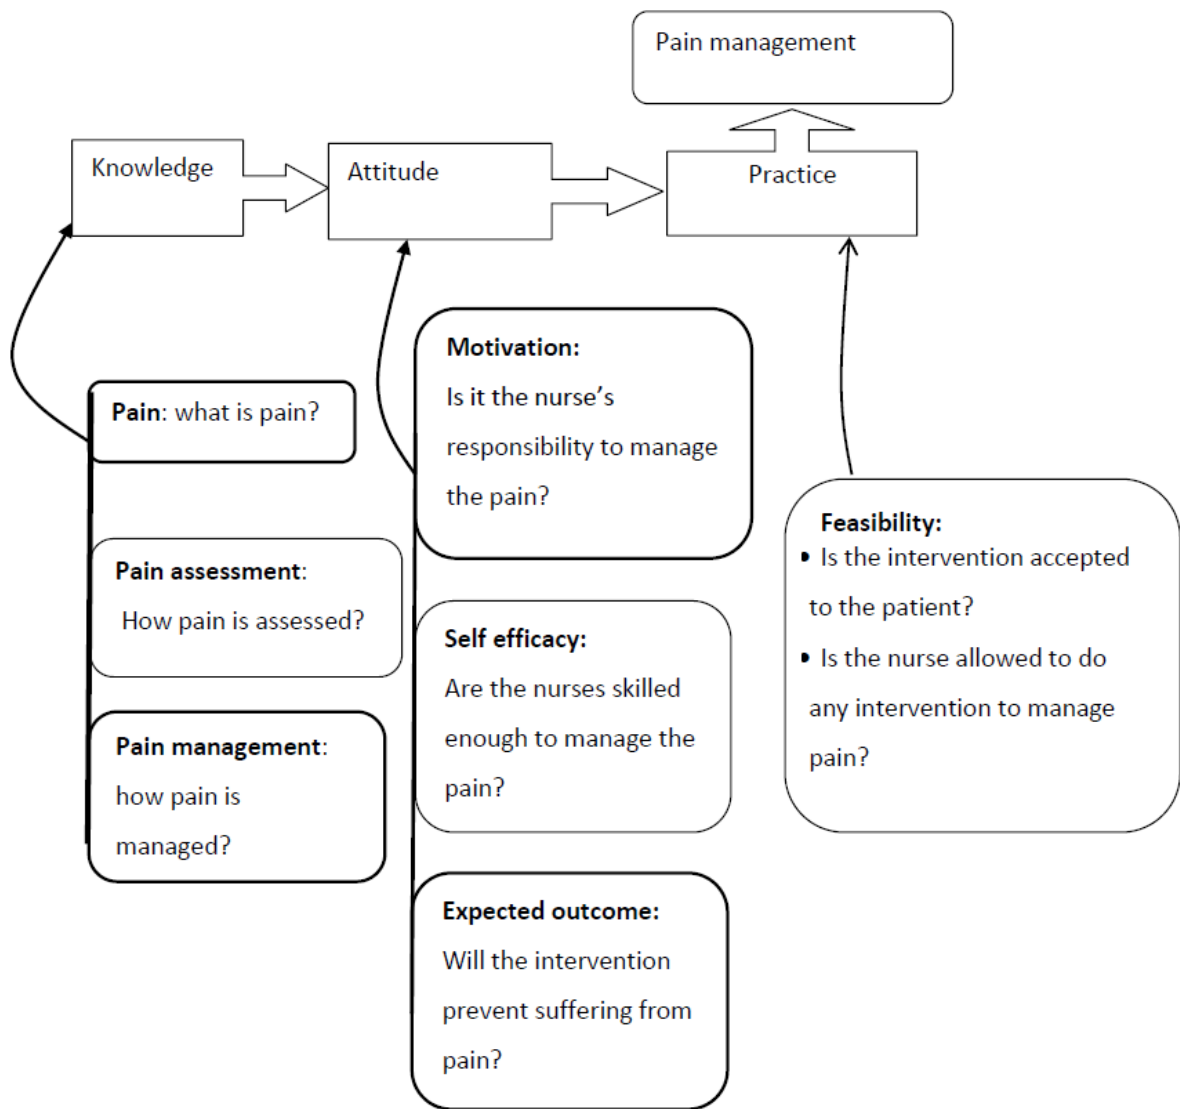 Pain management
Knowledge
Attitude
Practice
Pain: what is pain?
Pain assessment:
How pain is assessed?
Pain management:
how pain is
managed?
Motivation:
Is it the nurse’s
responsibility to manage
the pain?
Self efficacy:
Are the nurses skilled
enough to manage the
pain?
Expected outcome:
Will the intervention
prevent suffering from
pain?
Feasibility:
• Is the intervention accepted
to the patient?
• Is the nurse allowed to do
any intervention to manage
pain?